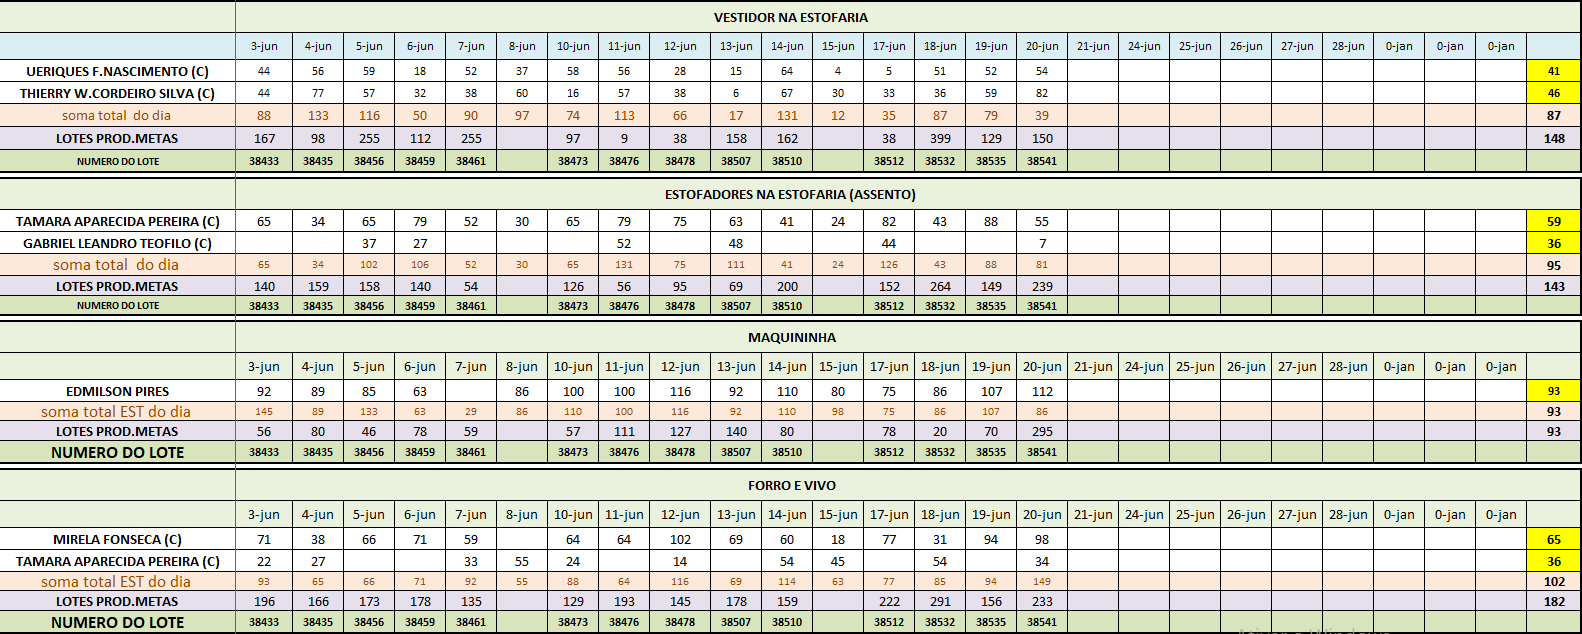 VESTIDOR NA ESTOFARIA
3-jun 4-jun 5-jun 6-jun 7-jun 8-jun 10-jun 11-jun 12-jun 13-jun 14-jun 15-jun 17-jun 18-jun 19-jun 20-jun 21-jun 24-jun 25-jun 26-jun 27-jun 28-jun 0-jan 0-jan 0-jan
UERIQUES F.NASCIMENTO (C) 44 56 59 18 52 37 58 56 28 15 64 4 5 51 52 54 41
THIERRY W.CORDEIRO SILVA (C) 44 77 57 32 38 60 16 57 38 6 67 30 33 36 59 82 46
soma total do dia 88 133 116 50 90 97 74 113 66 17 131 12 35 87 79 39 87
LOTES PROD.METAS 167 98 255 112 255 97 9 38 158 162 38 399 129 150 148
NUMERO DO LOTE 38433 38435 38456 38459 38461 38473 38476 38478 38507 38510 38512 38532 38535 38541
ESTOFADORES NA ESTOFARIA (ASSENTO)
TAMARA APARECIDA PEREIRA (C) 65 34 65 79 52 30 65 79 75 63 41 24 82 43 88 55 59
GABRIEL LEANDRO TEOFILO (C) 37 27 52 48 44 7 36
soma total do dia 65 34 102 106 52 30 65 131 75 111 41 24 126 43 88 81 95
LOTES PROD.METAS 140 159 158 140 54 126 56 95 69 200 152 264 149 239 143
NUMERO DO LOTE 38433 38435 38456 38459 38461 38473 38476 38478 38507 38510 38512 38532 38535 38541
MAQUININHA
3-jun 4-jun 5-jun 6-jun 7-jun 8-jun 10-jun 11-jun 12-jun 13-jun 14-jun 15-jun 17-jun 18-jun 19-jun 20-jun 21-jun 24-jun 25-jun 26-jun 27-jun 28-jun 0-jan 0-jan 0-jan
EDMILSON PIRES 92 89 85 63 86 100 100 116 92 110 80 75 86 107 112 93
soma total EST do dia 145 89 133 63 29 86 110 100 116 92 110 98 75 86 107 86 93
LOTES PROD.METAS 56 80 46 78 59 57 111 127 140 80 78 20 70 295 93
NUMERO DO LOTE 38433 38435 38456 38459 38461 38473 38476 38478 38507 38510 38512 38532 38535 38541
FORRO E VIVO
3-jun 4-jun 5-jun 6-jun 7-jun 8-jun 10-jun 11-jun 12-jun 13-jun 14-jun 15-jun 17-jun 18-jun 19-jun 20-jun 21-jun 24-jun 25-jun 26-jun 27-jun 28-jun 0-jan 0-jan 0-jan
MIRELA FONSECA (C) 71 38 66 71 59 64 64 102 69 60 18 77 31 94 98 65
TAMARA APARECIDA PEREIRA (C) 22 27 33 55 24 14 54 45 54 34 36
soma total EST do dia 93 65 66 71 92 55 88 64 116 69 114 63 77 85 94 149 102
LOTES PROD.METAS 196 166 173 178 135 129 193 145 178 159 222 291 156 233 182
NUMERO DO LOTE 38433 38435 38456 38459 38461 38473 38476 38478 38507 38510 38512 38532 38535 38541